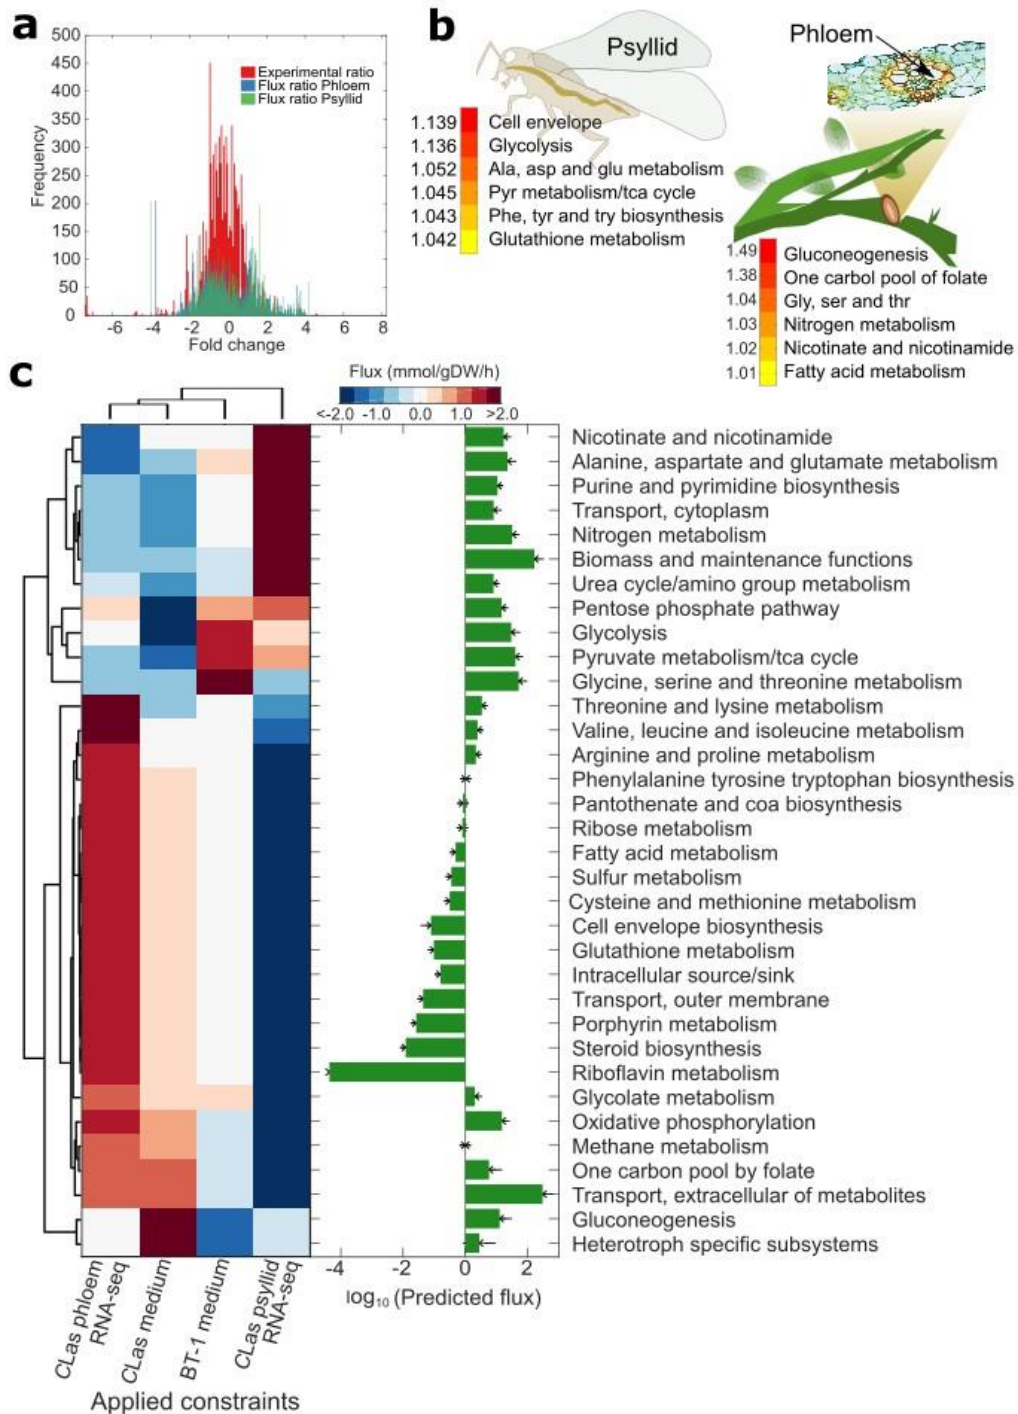 a
500
450
400
350
300
250
200
150
100
50
0
Frequency
Experimental ratio
Flux ratio Phloem
Flux ratio Psyllid
-6 -4 -2 0 2 4 6 8
Fold change
b
Psyllid
1.139 Cell envelope
1.136 Glycolysis
1.052 Ala, asp and glu metabolism
1.045 Pyr metabolism/tca cycle
1.043 Phe, tyr and try biosynthesis
1.042 Glutathione metabolism
Phloem
1.49 Gluconeogenesis
1.38 One carbol pool of folate
1.04 Gly, ser and thr
1.03 Nitrogen metabolism
1.02 Nicotinate and nicotinamide
1.01 Fatty acid metabolism
c
Flux (mmol/gDW/h)
<-2.0 -1.0 0.0 1.0 >2.0
Nicotinate and nicotinamide
Alanine, aspartate and glutamate metabolism
Purine and pyrimidine biosynthesis
Transport, cytoplasm
Nitrogen metabolism
Biomass and maintenance functions
Urea cycle/amino group metabolism
Pentose phosphate pathway
Glycolysis
Pyruvate metabolism/tca cycle
Glycine, serine and threonine metabolism
Threonine and lysine metabolism
Valine, leucine and isoleucine metabolism
Arginine and proline metabolism
Phenylalanine tyrosine tryptophan biosynthesis
Pantothenate and coa biosynthesis
Ribose metabolism
Fatty acid metabolism
Sulfur metabolism
Cysteine and methionine metabolism
Cell envelope biosynthesis
Glutathione metabolism
Intracellular source/sink
Transport, outer membrane
Porphyrin metabolism
Steroid biosynthesis
Riboflavin metabolism
Glycolate metabolism
Oxidative phosphorylation
Methane metabolism
One carbon pool by folate
Transport, extracellular of metabolites
Gluconeogenesis
Heterotroph specific subsystems
-4 -2 0 2
log₁₀ (Predicted flux)
CLas phloem
RNA-seq
CLas medium
BT-1 medium
CLas psyllid
RNA-seq
Applied constraints